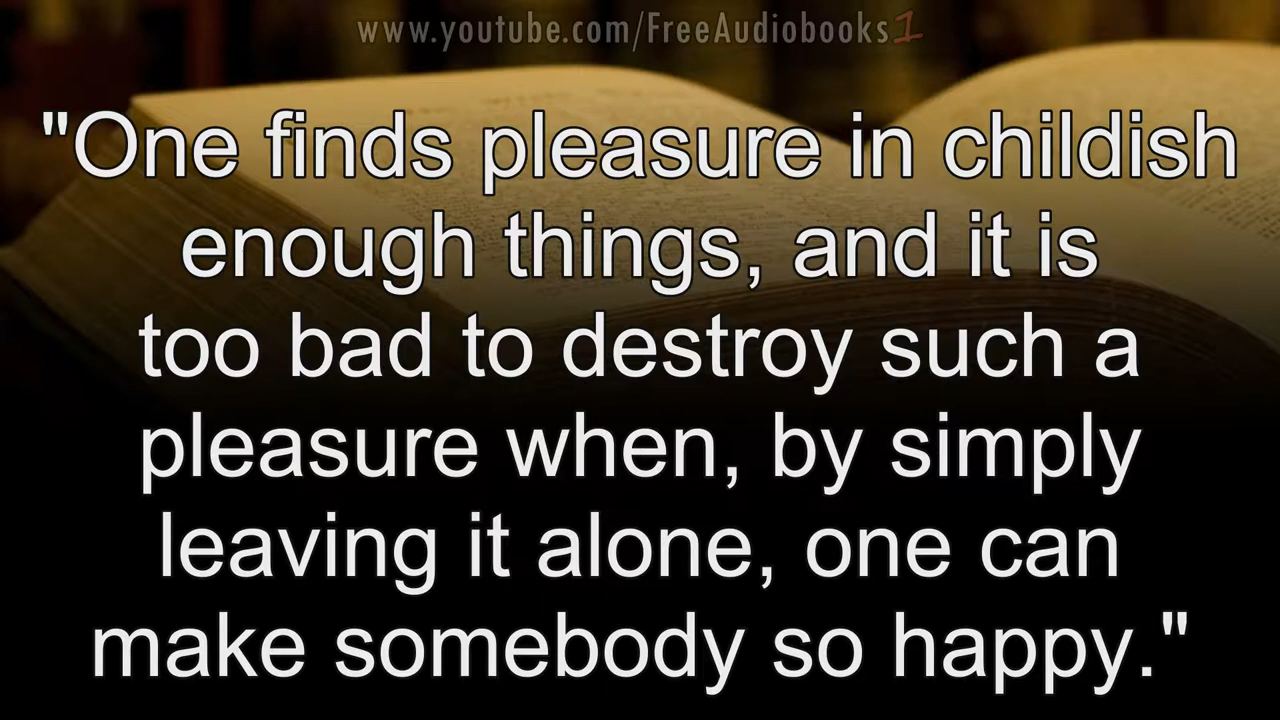 www.youtube.com/FreeAudiobooks1
"One finds pleasure in childish
enough things, and it is
too bad to destroy such a
pleasure when, by simply
leaving it alone, one can
make somebody so happy."